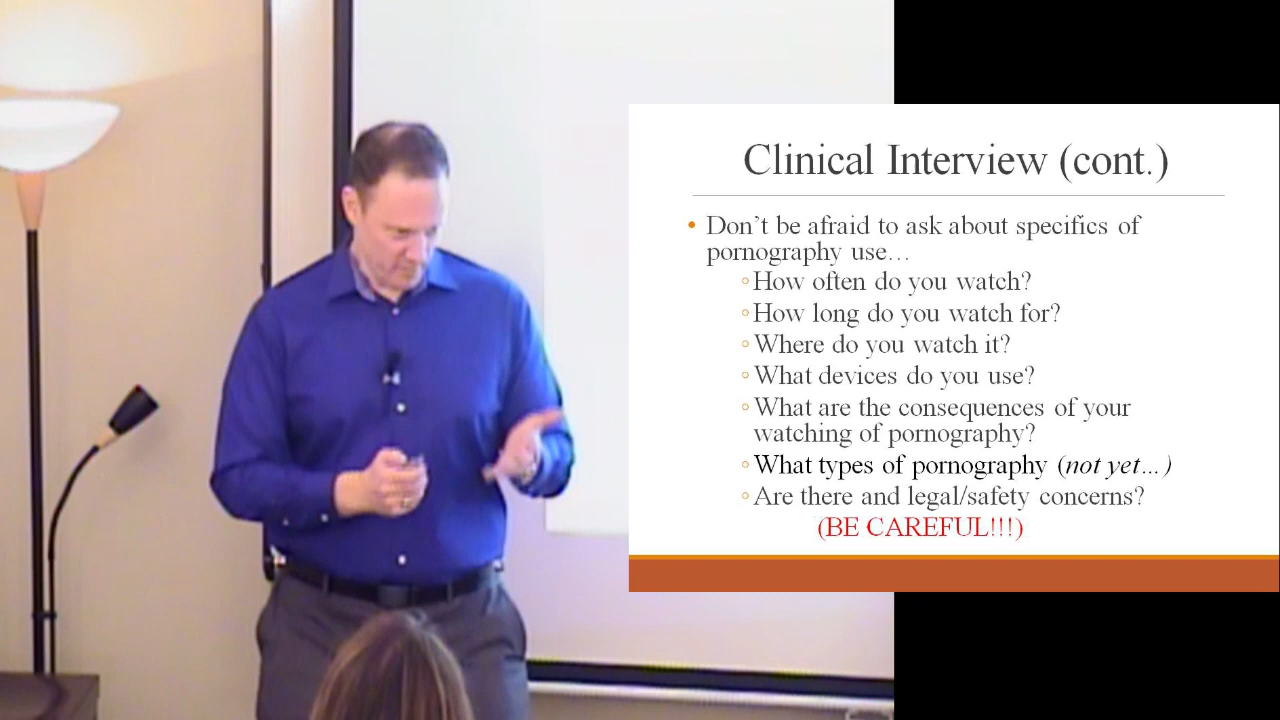 Clinical Interview (cont.)
• Don’t be afraid to ask about specifics of
pornography use…
◦How often do you watch?
◦How long do you watch for?
◦Where do you watch it?
◦What devices do you use?
◦What are the consequences of your
watching of pornography?
◦What types of pornography (not yet…)
◦Are there and legal/safety concerns?
(BE CAREFUL!!!)